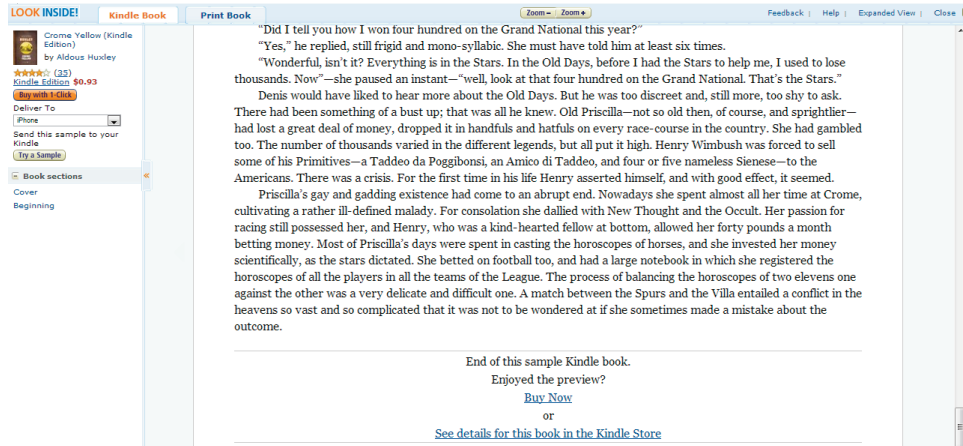 LOOK INSIDE!
Kindle Book
Print Book
Zoom –
Zoom +
Feedback | Help | Expanded View | Close
Crome Yellow (Kindle
Edition)
by Aldous Huxley
(35)
Kindle Edition $0.93
Buy with 1-Click
Deliver To
iPhone
Send this sample to your
Kindle
Try a Sample
Book sections
Cover
Beginning
«
“Did I tell you how I won four hundred on the Grand National this year?”
“Yes,” he replied, still frigid and mono-syllabic. She must have told him at least six times.
“Wonderful, isn’t it? Everything is in the Stars. In the Old Days, before I had the Stars to help me, I used to lose
thousands. Now”—she paused an instant—“well, look at that four hundred on the Grand National. That’s the Stars.”
Denis would have liked to hear more about the Old Days. But he was too discreet and, still more, too shy to ask.
There had been something of a bust up; that was all he knew. Old Priscilla—not so old then, of course, and sprightlier—
had lost a great deal of money, dropped it in handfuls and hatfuls on every race-course in the country. She had gambled
too. The number of thousands varied in the different legends, but all put it high. Henry Wimbush was forced to sell
some of his Primitives—a Taddeo da Poggibonsi, an Amico di Taddeo, and four or five nameless Sienese—to the
Americans. There was a crisis. For the first time in his life Henry asserted himself, and with good effect, it seemed.
Priscilla’s gay and gadding existence had come to an abrupt end. Nowadays she spent almost all her time at Crome,
cultivating a rather ill-defined malady. For consolation she dallied with New Thought and the Occult. Her passion for
racing still possessed her, and Henry, who was a kind-hearted fellow at bottom, allowed her forty pounds a month
betting money. Most of Priscilla’s days were spent in casting the horoscopes of horses, and she invested her money
scientifically, as the stars dictated. She betted on football too, and had a large notebook in which she registered the
horoscopes of all the players in all the teams of the League. The process of balancing the horoscopes of two elevens one
against the other was a very delicate and difficult one. A match between the Spurs and the Villa entailed a conflict in the
heavens so vast and so complicated that it was not to be wondered at if she sometimes made a mistake about the
outcome.
End of this sample Kindle book.
Enjoyed the preview?
Buy Now
or
See details for this book in the Kindle Store